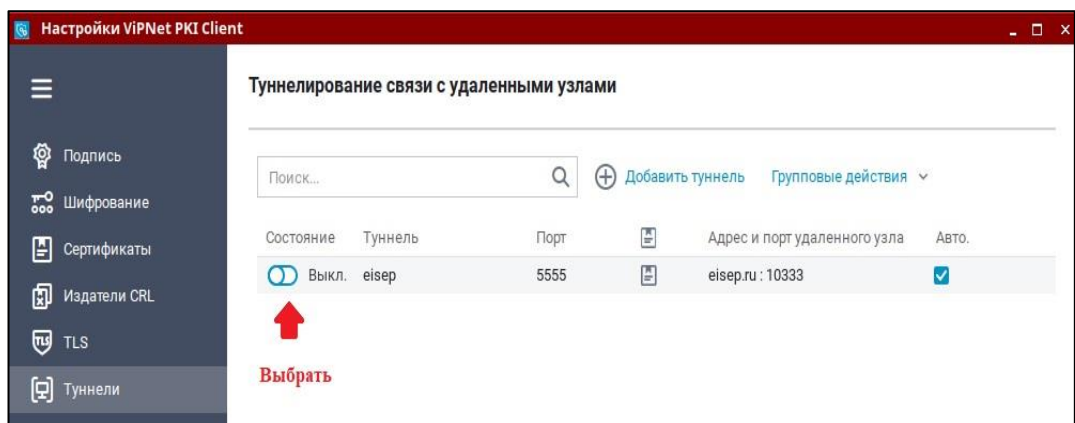 Настройки ViPNet PKI Client
Туннелирование связи с удаленными узлами
Подпись
Шифрование
Сертификаты
Издатели CRL
TLS
TLS
Туннели
Поиск...
Добавить туннель Групповые действия
Состояние Туннель Порт Адрес и порт удаленного узла Авто.
Выкл. eisep 5555 eisep.ru : 10333
Выбрать